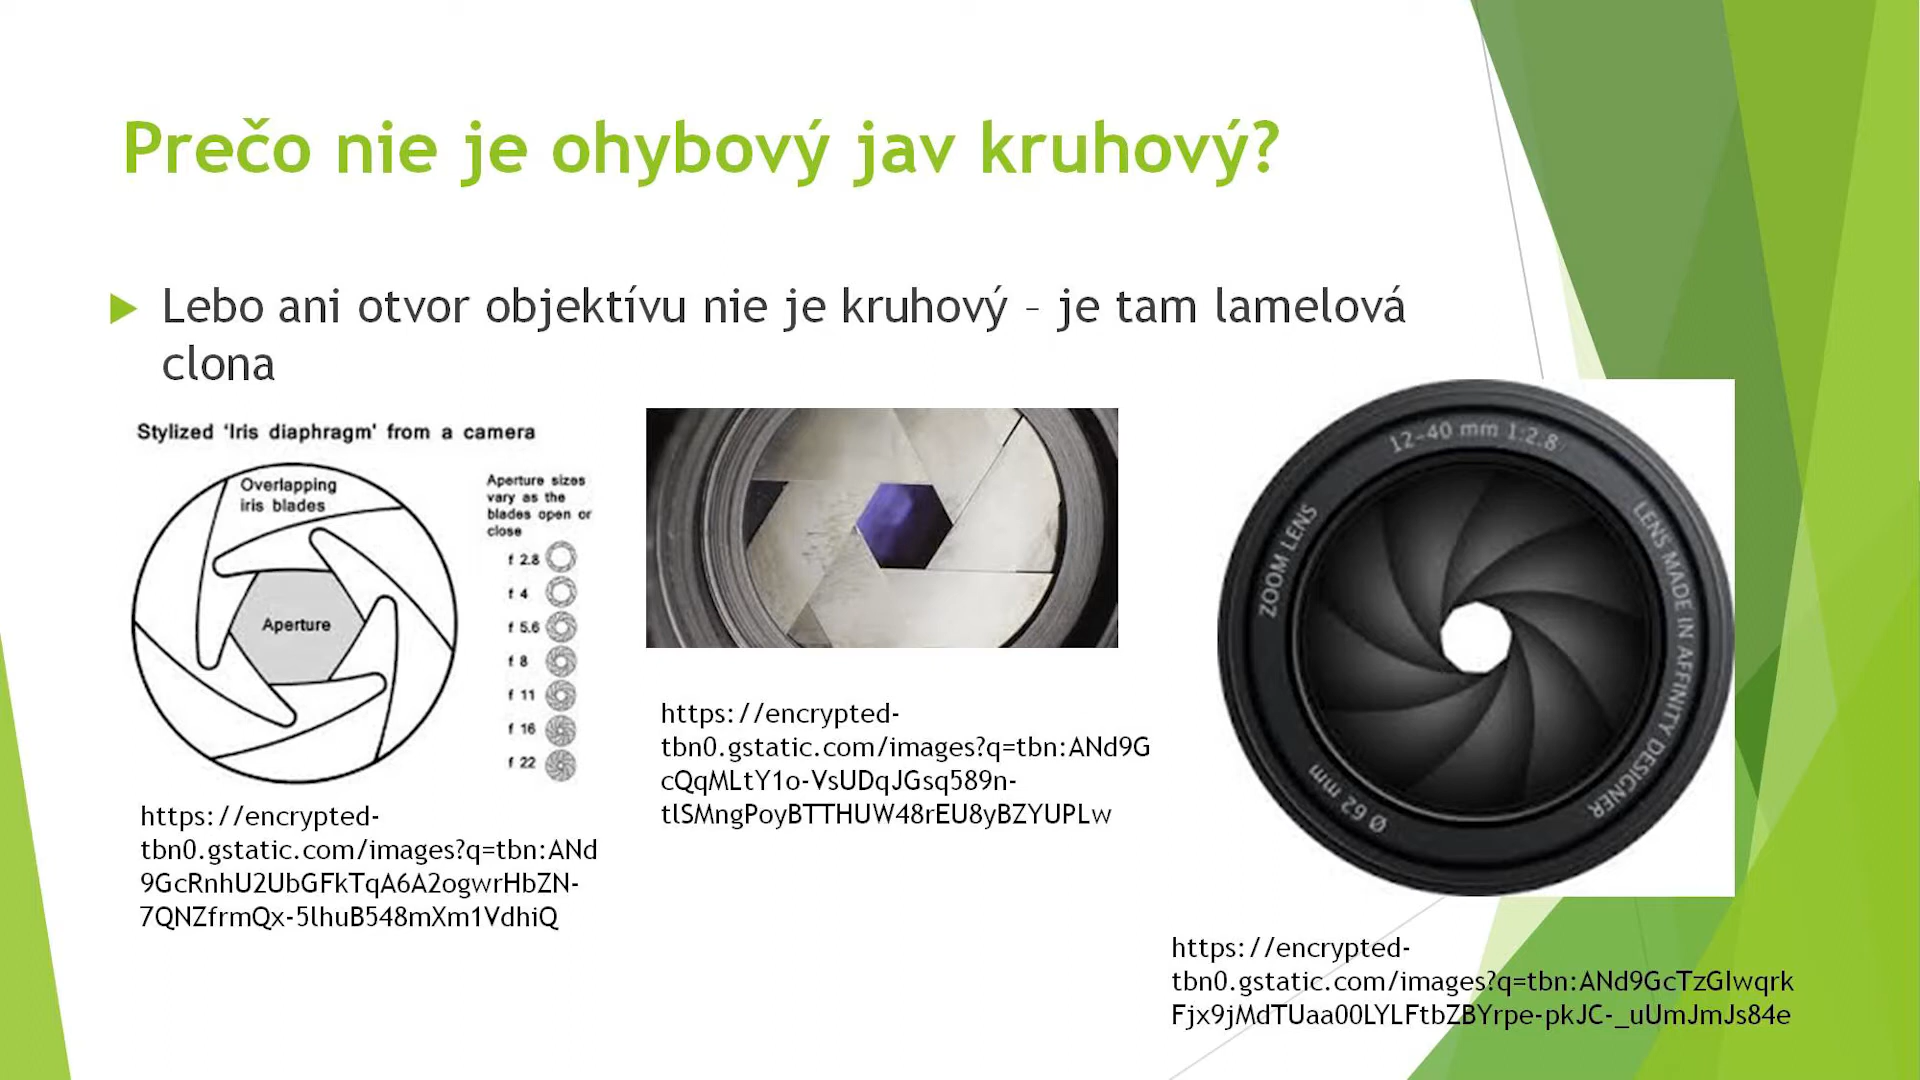 Prečo nie je ohybový jav kruhový?
Lebo ani otvor objektívu nie je kruhový – je tam lamelová
clona
Stylized 'Iris diaphragm' from a camera
Overlapping
iris blades
Aperture
Aperture sizes
vary as the
blades open or
close
f 2.8
f 4
f 5.6
f 8
f 11
f 16
f 22
https://encrypted-
tbn0.gstatic.com/images?q=tbn:ANd
9GcRnhU2UbGFkTqA6A2ogwrHbZN-
7QNZfrmQx-5lhuB548mXm1VdhiQ
https://encrypted-
tbn0.gstatic.com/images?q=tbn:ANd9G
cQqMLtY1o-VsUDqJGsq589n-
tlSMngPoyBTTHUW48rEU8yBZYUPLw
12-40 mm 1:2.8
ZOOM LENS
LENS MADE IN AFFINITY DESIGNER
Ø 62 mm
https://encrypted-
tbn0.gstatic.com/images?q=tbn:ANd9GcTzGIwqrk
Fjx9jMdTUaa00LYLFtbZBYrpe-pkJC-_uUmJmJs84e